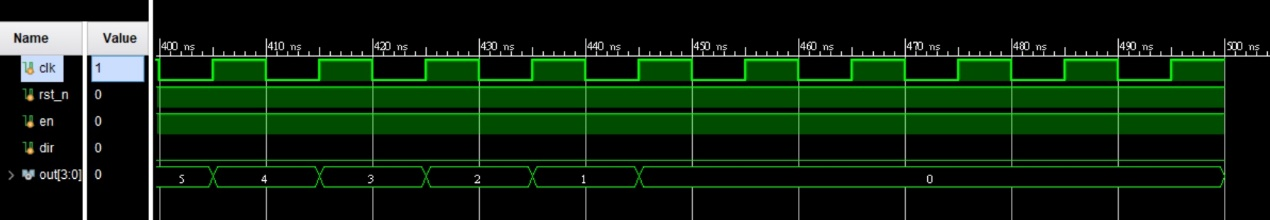 Name Value
400 ns 410 ns 420 ns 430 ns 440 ns 450 ns 460 ns 470 ns 480 ns 490 ns 500 ns
clk 1
rst_n 0
en 0
dir 0
out[3:0] 0 5 4 3 2 1 0